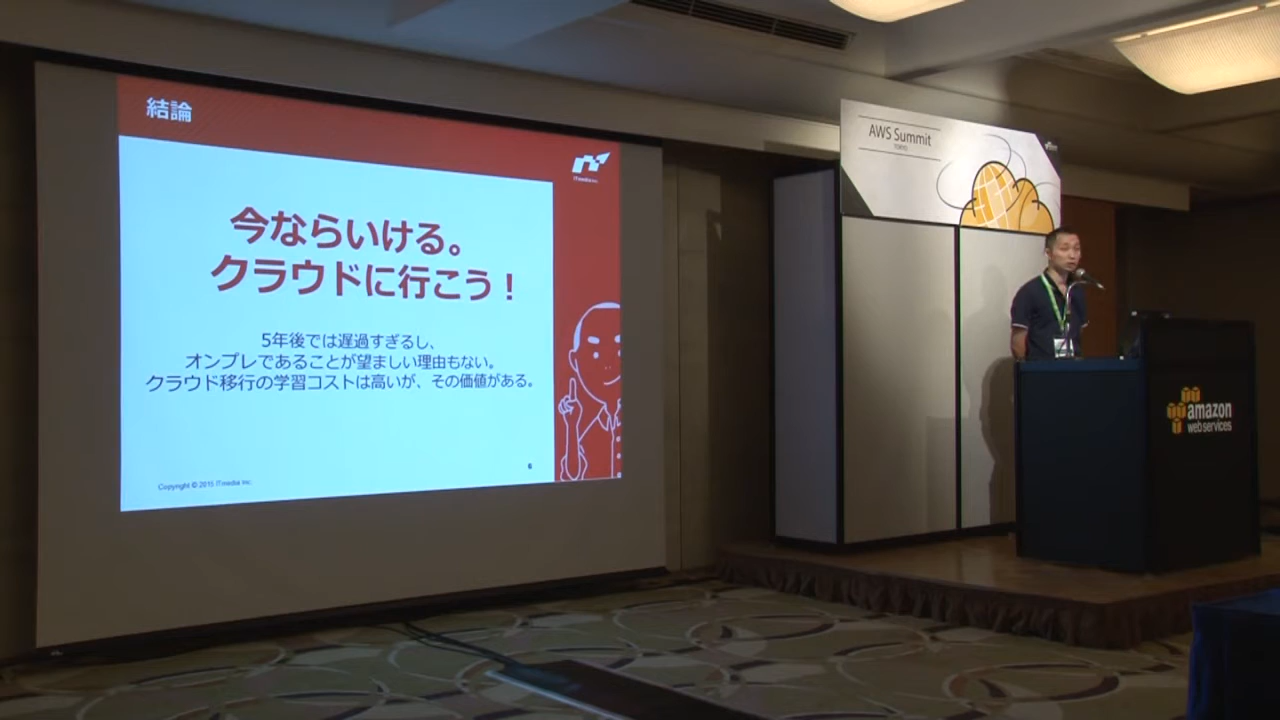 結論
ITmedia Inc.
今ならいける。
クラウドに行こう！
5年後では遅過ぎるし、
オンプレであることが望ましい理由もない。
クラウド移行の学習コストは高いが、その価値がある。
6
Copyright © 2015 ITmedia Inc.
AWS Summit
TOKYO
amazon
web services